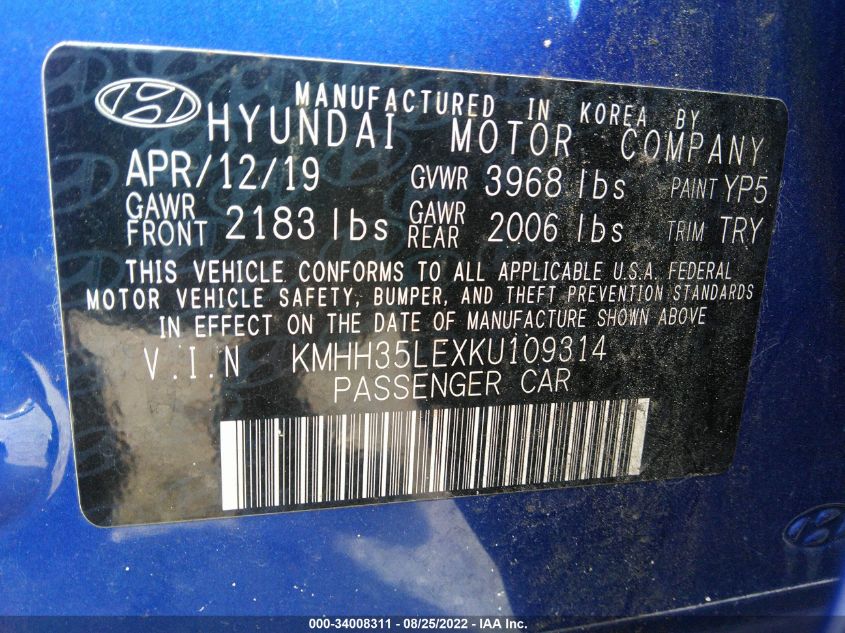 MANUFACTURED IN KOREA BY
HYUNDAI MOTOR COMPANY
APR/12/19 GVWR 3968 lbs PAINT YP5
GAWR FRONT 2183 lbs GAWR REAR 2006 lbs TRIM TRY
THIS VEHICLE CONFORMS TO ALL APPLICABLE U.S.A. FEDERAL
MOTOR VEHICLE SAFETY, BUMPER, AND THEFT PREVENTION STANDARDS
IN EFFECT ON THE DATE OF MANUFACTURE SHOWN ABOVE
V.I.N KMHH35LEXKU109314
PASSENGER CAR
000-34008311 - 08/25/2022 - IAA Inc.